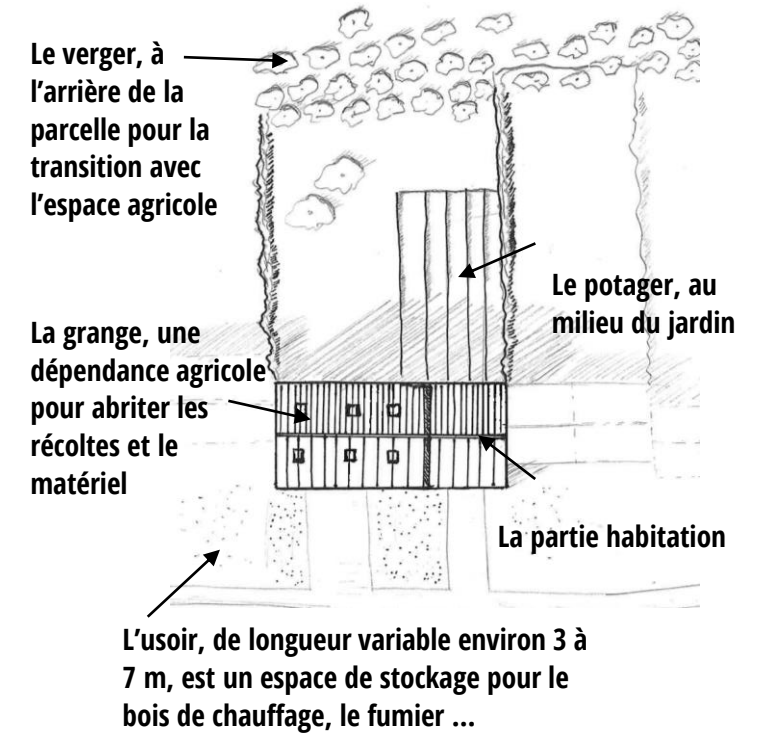 Le verger, à
l'arrière de la
parcelle pour la
transition avec
l'espace agricole
Le potager, au
milieu du jardin
La grange, une
dépendance agricole
pour abriter les
récoltes et le
matériel
La partie habitation
L'usoir, de longueur variable environ 3 à
7 m, est un espace de stockage pour le
bois de chauffage, le fumier ...